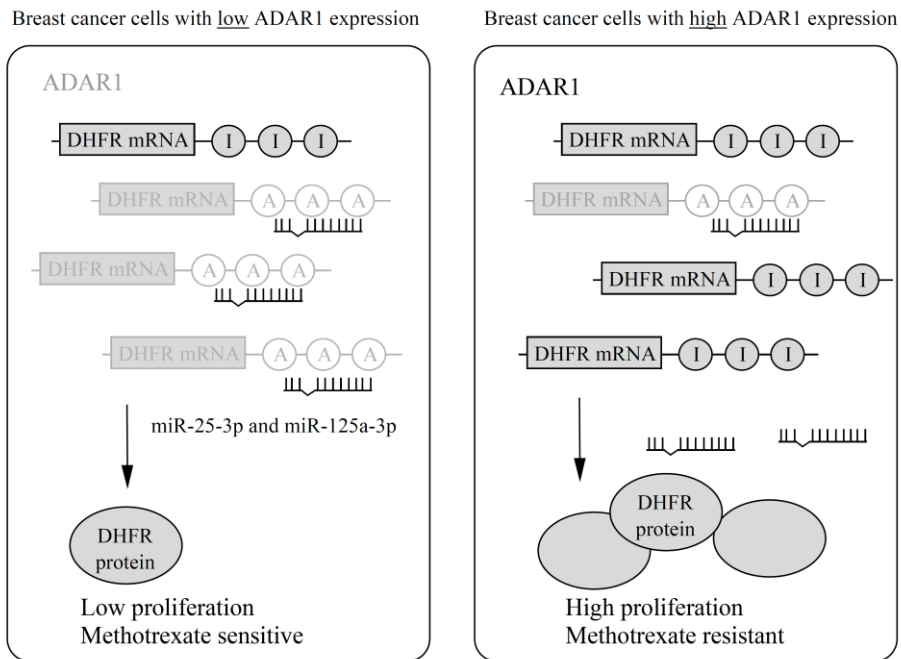 Breast cancer cells with low ADAR1 expression
ADAR1
DHFR mRNA I I I
DHFR mRNA A A A
DHFR mRNA A A A
DHFR mRNA A A A
miR-25-3p and miR-125a-3p
DHFR
protein
Low proliferation
Methotrexate sensitive
Breast cancer cells with high ADAR1 expression
ADAR1
DHFR mRNA I I I
DHFR mRNA A A A
DHFR mRNA I I I
DHFR mRNA I I I
DHFR
protein
High proliferation
Methotrexate resistant